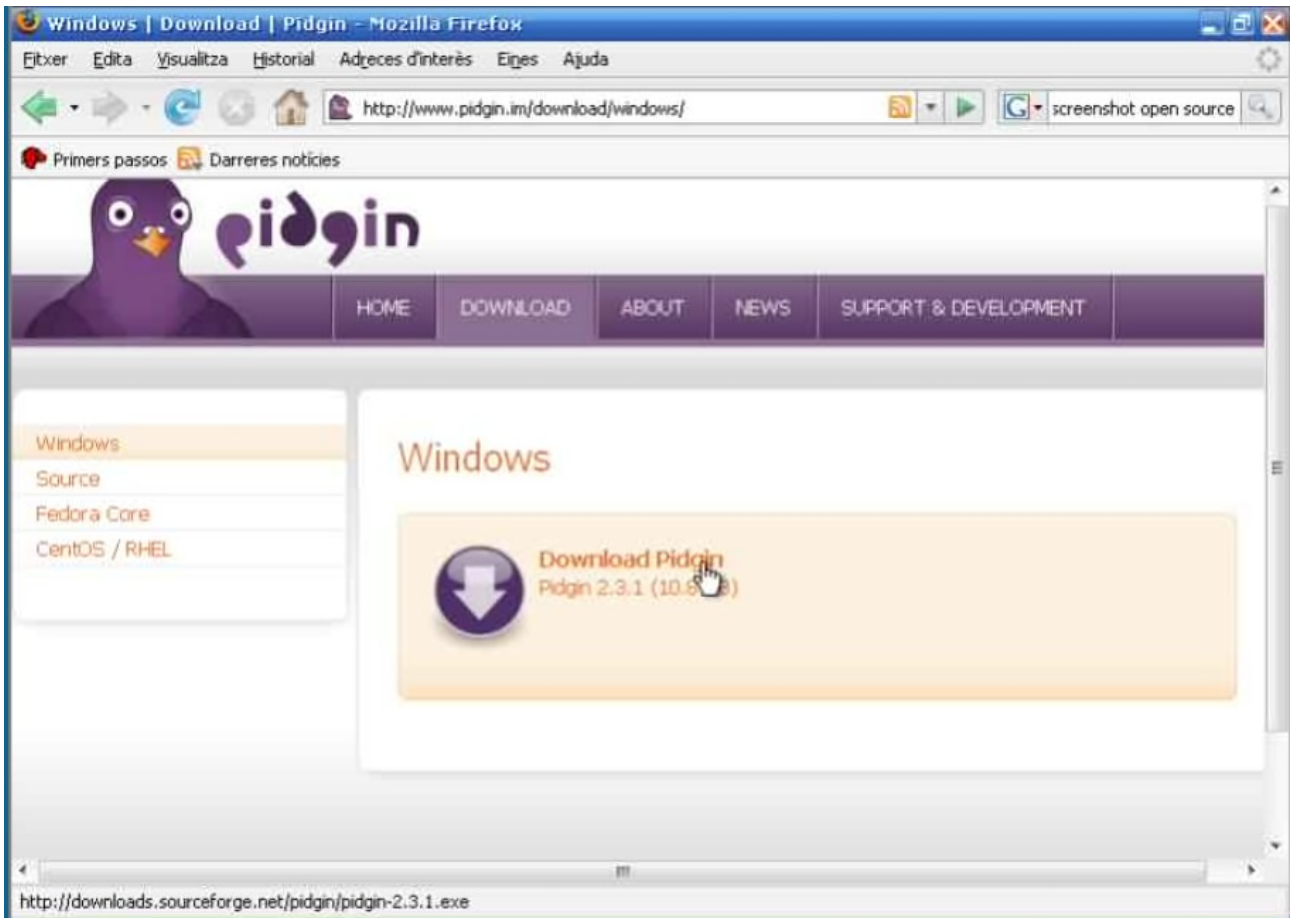 Windows | Download | Pidgin - Mozilla Firefox
Fitxer Edita Visualitza Historial Adreces d'interès Eines Ajuda
http://www.pidgin.im/download/windows/ G screenshot open source
Primers passos Darreres notícies
pidgin
HOME DOWNLOAD ABOUT NEWS SUPPORT & DEVELOPMENT
Windows
Source
Fedora Core
CentOS / RHEL
Windows
Download Pidgin
Pidgin 2.3.1
http://downloads.sourceforge.net/pidgin/pidgin-2.3.1.exe